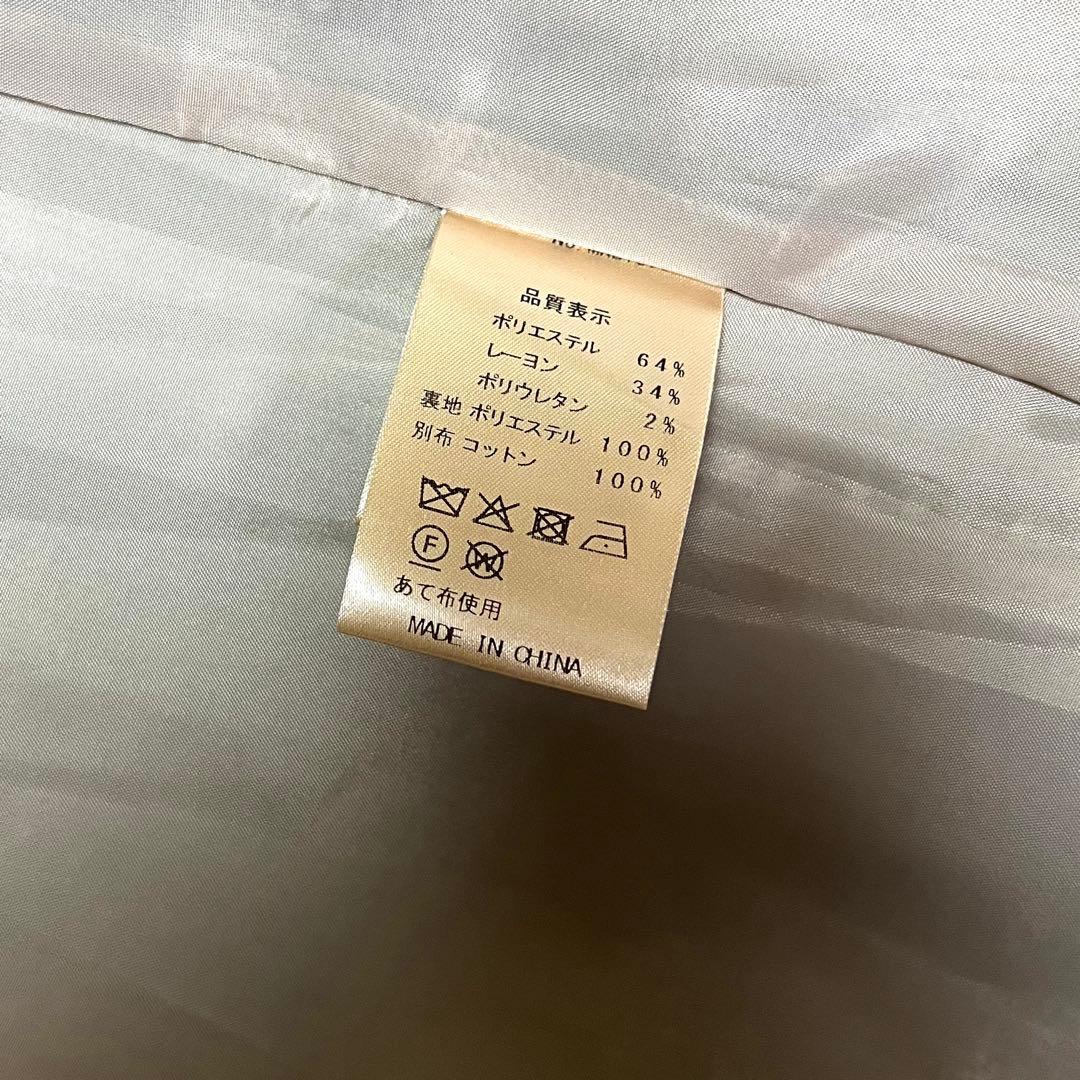 品質表示
ポリエステル 64%
レーヨン 34%
ポリウレタン 2%
裏地 ポリエステル 100%
別布 コットン 100%
F W
あて布使用
MADE IN CHINA